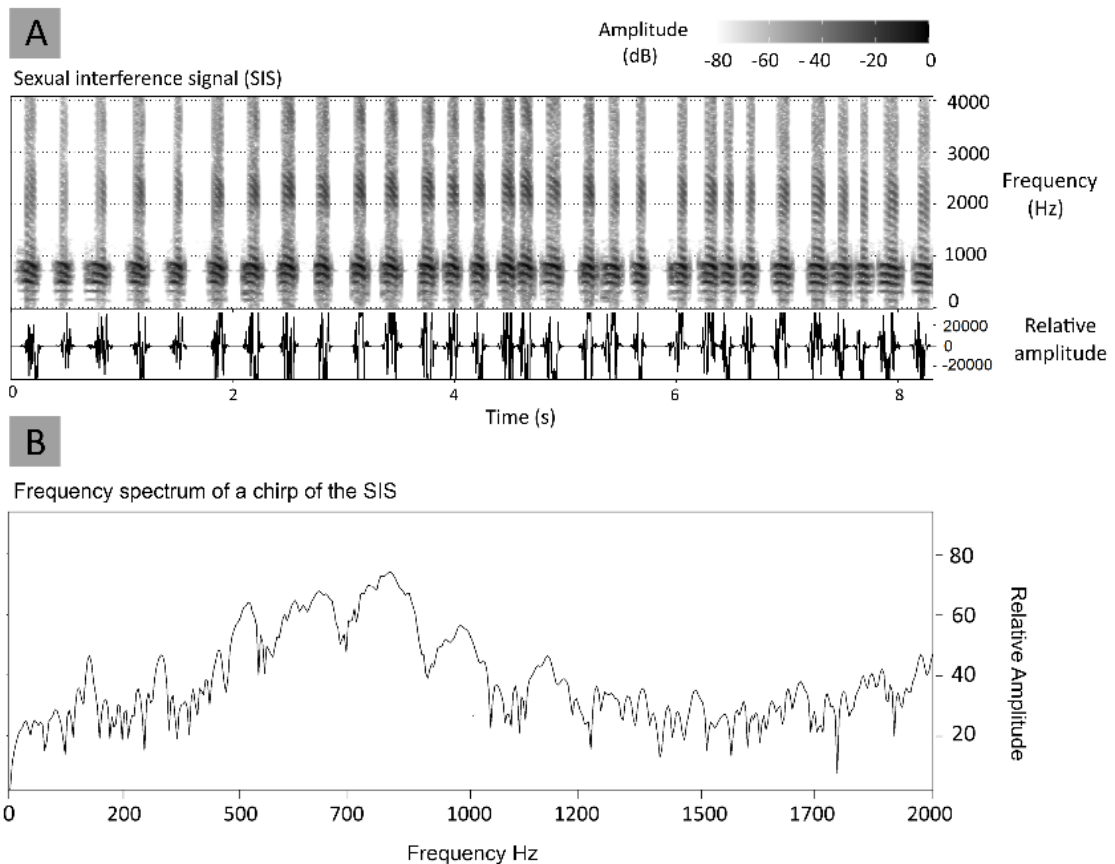 A
Amplitude
(dB)
-80 -60 -40 -20 0
Sexual interference signal (SIS)
4000
3000
2000
1000
0
Frequency
(Hz)
20000
0
-20000
Relative
amplitude
0 2 4 6 8
Time (s)
B
Frequency spectrum of a chirp of the SIS
80
60
40
20
Relative Amplitude
0 200 500 700 1000 1200 1500 1700 2000
Frequency Hz